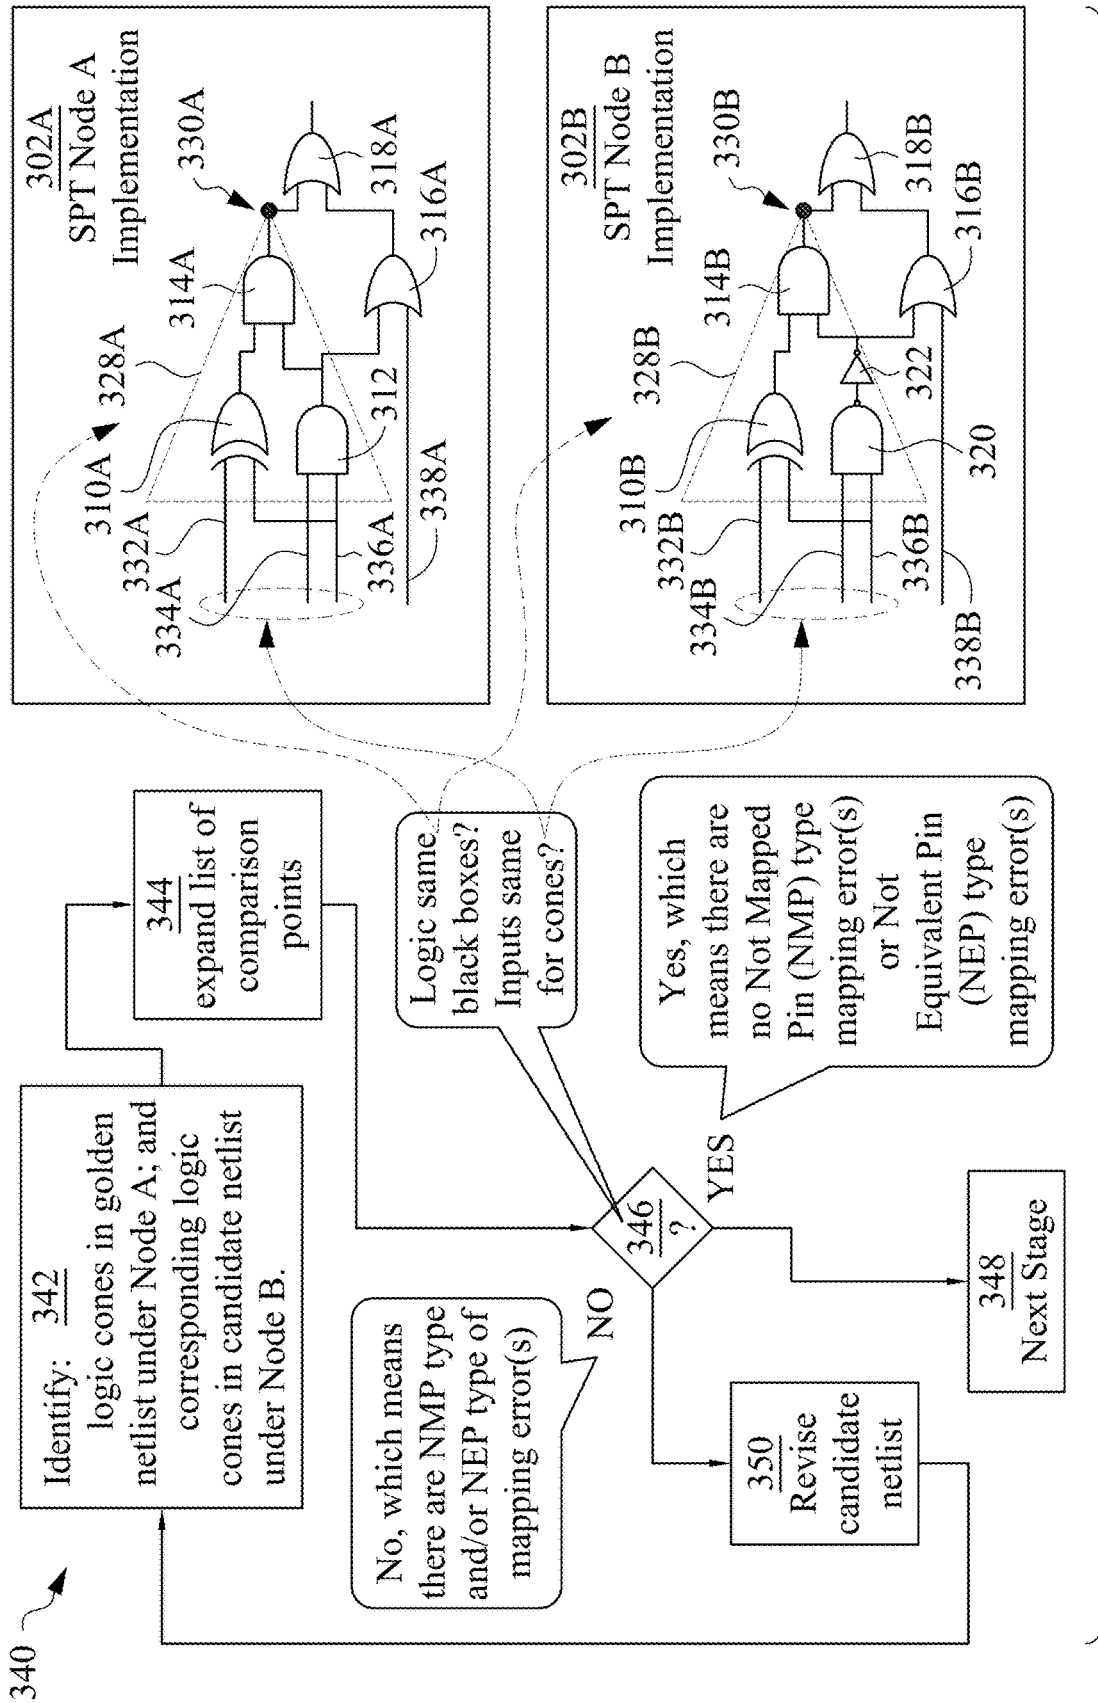 340
342
Identify:
logic cones in golden
netlist under Node A; and
corresponding logic
cones in candidate netlist
under Node B.
344
expand list of
comparison
points
Logic same
black boxes?
Inputs same
for cones?
346
?
No, which means
there are NMP type
and/or NEP type of
mapping error(s)
NO
YES
Yes, which
means there are
no Not Mapped
Pin (NMP) type
mapping error(s)
or Not
Equivalent Pin
(NEP) type
mapping error(s)
350
Revise
candidate
netlist
348
Next Stage
302A
SPT Node A
Implementation
330A
318A
316A
314A
328A
312
310A
332A
334A
336A
338A
302B
SPT Node B
Implementation
330B
318B
316B
314B
328B
322
320
310B
332B
334B
336B
338B